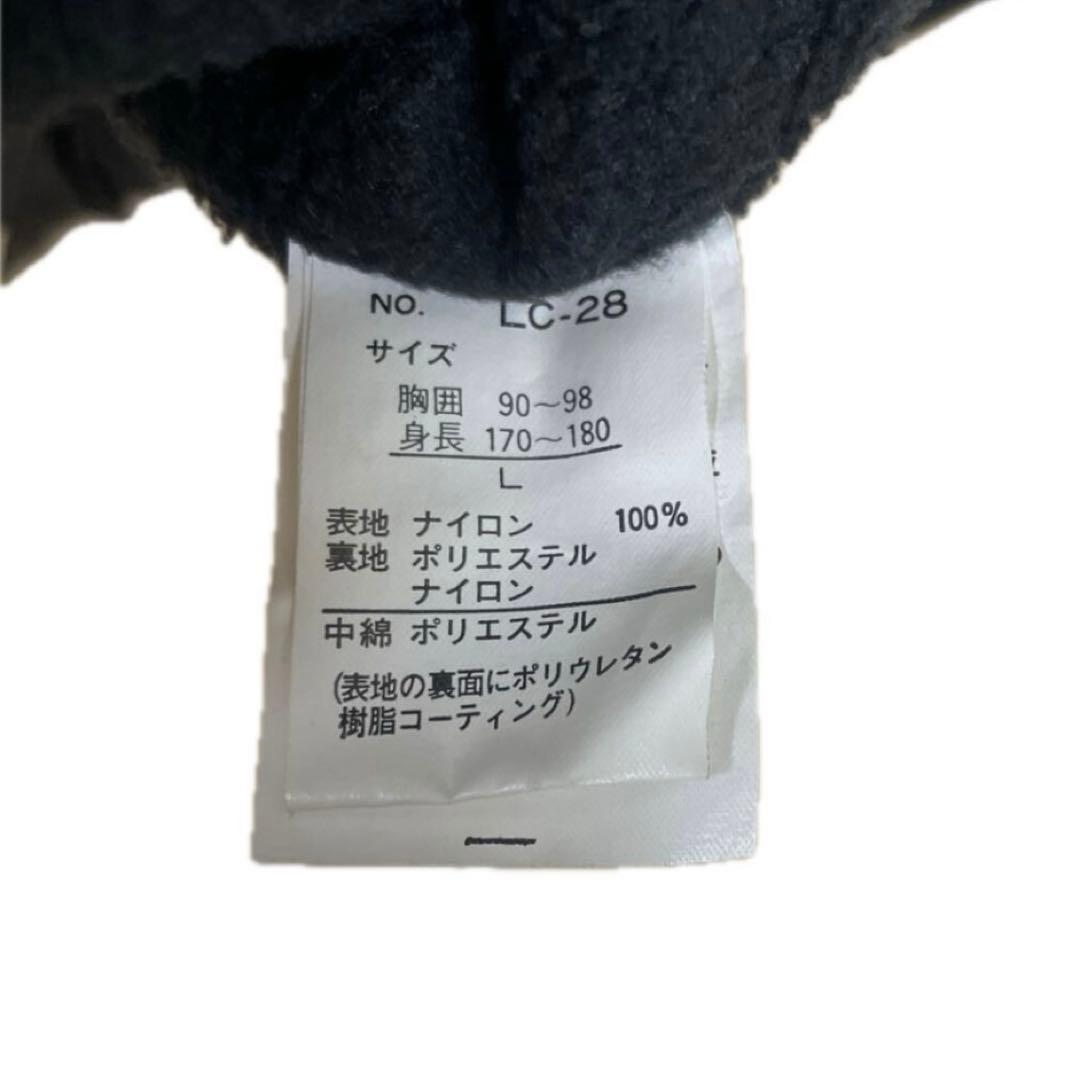 NO. LC-28
サイズ
胸囲 90～98
身長 170～180
L
表地 ナイロン 100%
裏地 ポリエステル
ナイロン
中綿 ポリエステル
(表地の裏面にポリウレタン
樹脂コーティング)